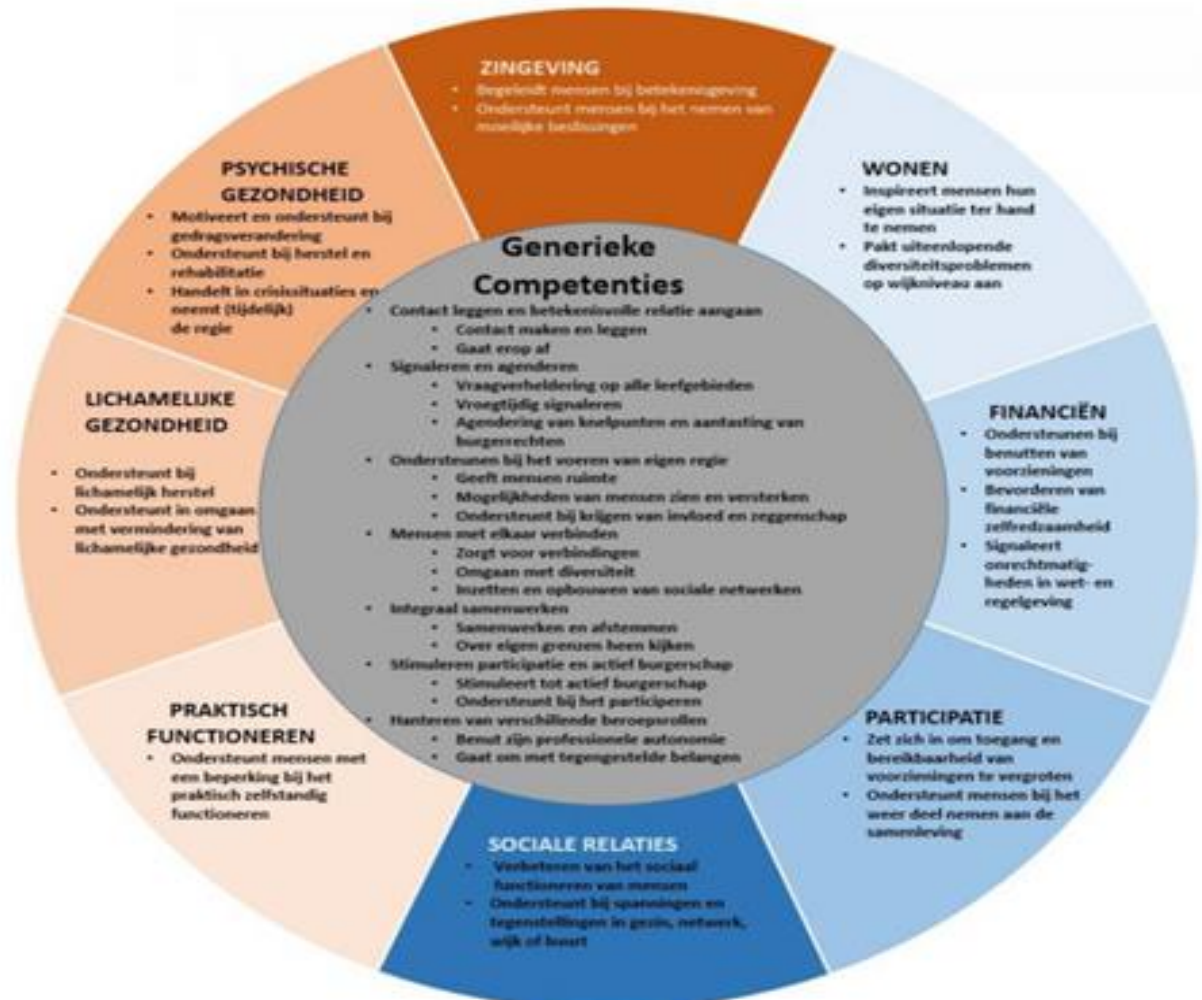 ZINGEVING
• Begeleidt mensen bij betekenisgeving
• Ondersteunt mensen bij het nemen van
moeilijke beslissingen
WONEN
• Inspireert mensen hun
eigen situatie ter hand
te nemen
• Pakt uiteenlopende
diversiteitsproblemen
op wijkniveau aan
FINANCIËN
• Ondersteunen bij
benutten van
voorzieningen
• Bevorderen van
financiële
zelfredzaamheid
• Signaleert
onrechtmatig-
heden in wet- en
regelgeving
PARTICIPATIE
• Zet zich in om toegang en
bereikbaarheid van
voorzieningen te vergroten
• Ondersteunt mensen bij het
weer deel nemen aan de
samenleving
SOCIALE RELATIES
• Verbeteren van het sociaal
functioneren van mensen
• Ondersteunt bij spanningen en
tegenstellingen in gezin, netwerk,
wijk of buurt
PRAKTISCH
FUNCTIONEREN
• Ondersteunt mensen met
een beperking bij het
praktisch zelfstandig
functioneren
LICHAMELIJKE
GEZONDHEID
• Ondersteunt bij
lichamelijk herstel
• Ondersteunt in omgaan
met vermindering van
lichamelijke gezondheid
PSYCHISCHE
GEZONDHEID
• Motiveert en ondersteunt bij
gedragsverandering
• Ondersteunt bij herstel en
rehabilitatie
• Handelt in crisissituaties en
neemt (tijdelijk)
de regie
Generieke
Competenties
• Contact leggen en betekenisvolle relatie aangaan
• Contact maken en leggen
• Gaat erop af
• Signaleren en agenderen
• Vraagverheldering op alle leefgebieden
• Vroegtijdig signaleren
• Agendering van knelpunten en aantasting van
burgerrechten
• Ondersteunen bij het voeren van eigen regie
• Geeft mensen ruimte
• Mogelijkheden van mensen zien en versterken
• Ondersteunt bij krijgen van invloed en zeggenschap
• Mensen met elkaar verbinden
• Zorgt voor verbindingen
• Omgaan met diversiteit
• Inzetten en opbouwen van sociale netwerken
• Integraal samenwerken
• Samenwerken en afstemmen
• Over eigen grenzen heen kijken
• Stimuleren participatie en actief burgerschap
• Stimuleert tot actief burgerschap
• Ondersteunt bij het participeren
• Hanteren van verschillende beroepsrollen
• Benut zijn professionele autonomie
• Gaat om met tegengestelde belangen